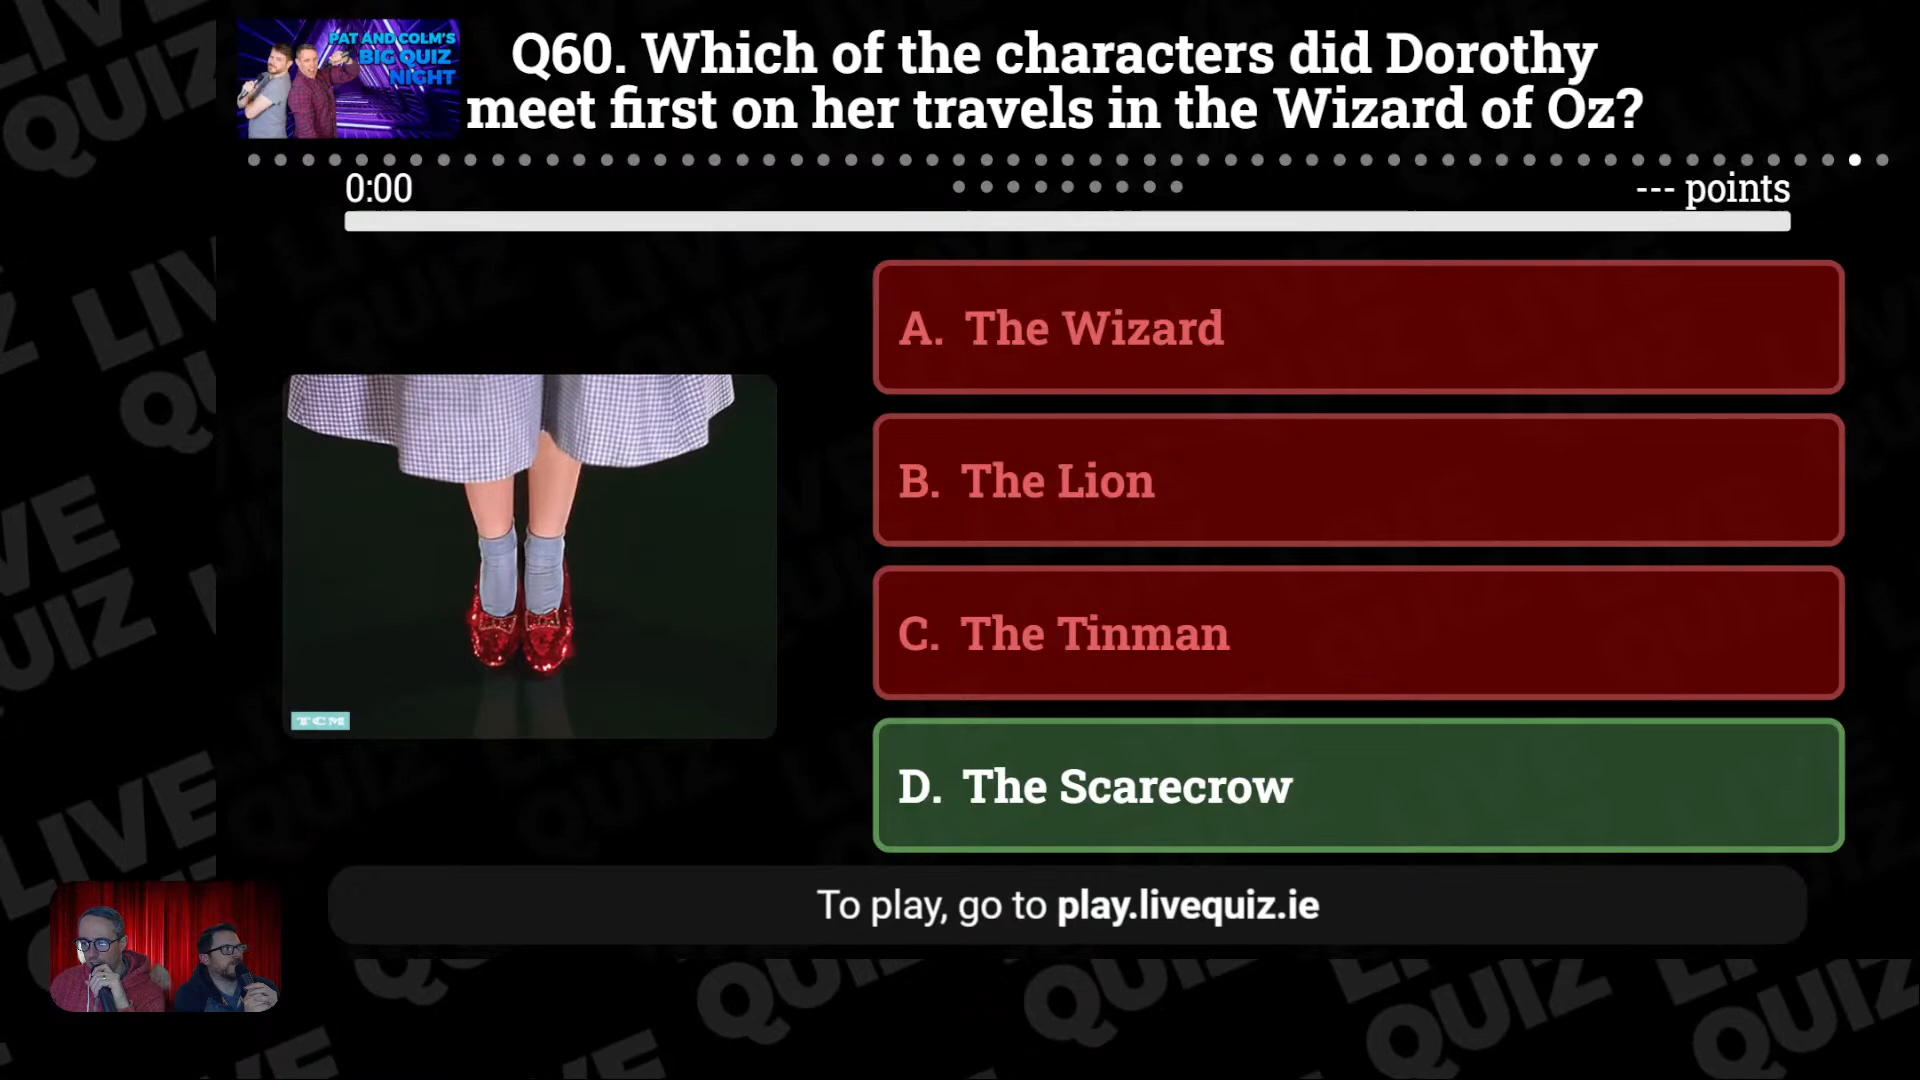 PAT AND COLM'S
BIG QUIZ
NIGHT
Q60. Which of the characters did Dorothy
meet first on her travels in the Wizard of Oz?
0:00
--- points
A. The Wizard
B. The Lion
C. The Tinman
D. The Scarecrow
TCM
To play, go to play.livequiz.ie
LIVE
QUIZ